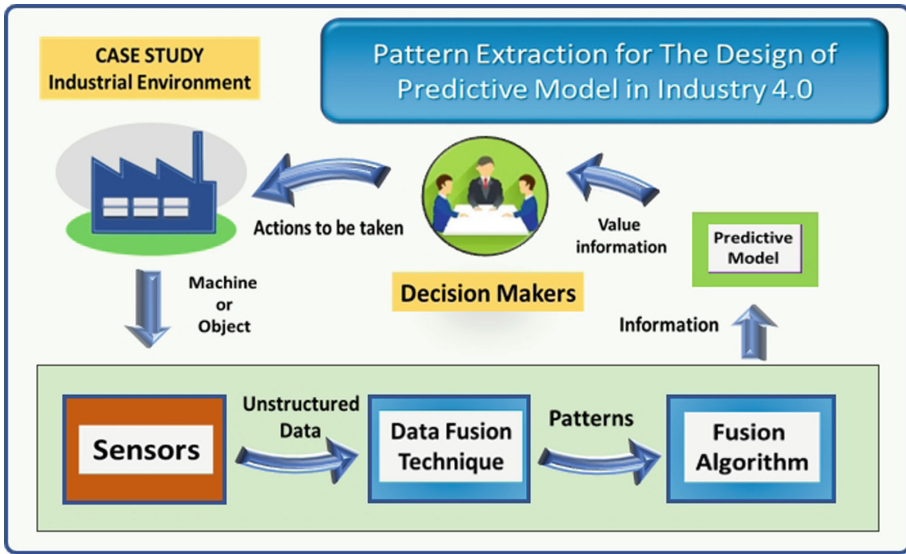 CASE STUDY
Industrial Environment
Pattern Extraction for The Design of
Predictive Model in Industry 4.0
Actions to be taken
Value
information
Predictive
Model
Decision Makers
Machine
or
Object
Information
Sensors
Unstructured
Data
Data Fusion
Technique
Patterns
Fusion
Algorithm